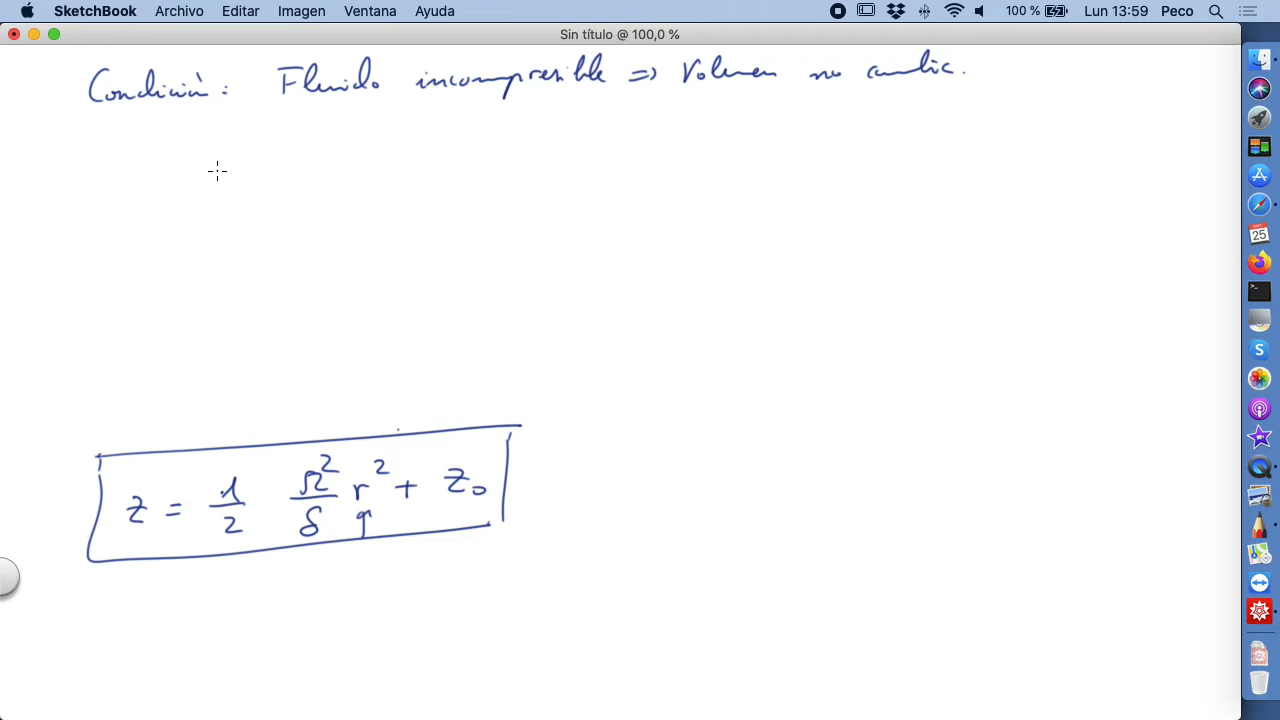 SketchBook Archivo Editar Imagen Ventana Ayuda 100 % Lun 13:59 Peco
Sin título @ 100,0 %
Condición: Fluido incompresible => Volumen no cambia.
z = 1/2 Ω²/g r² + z₀
25